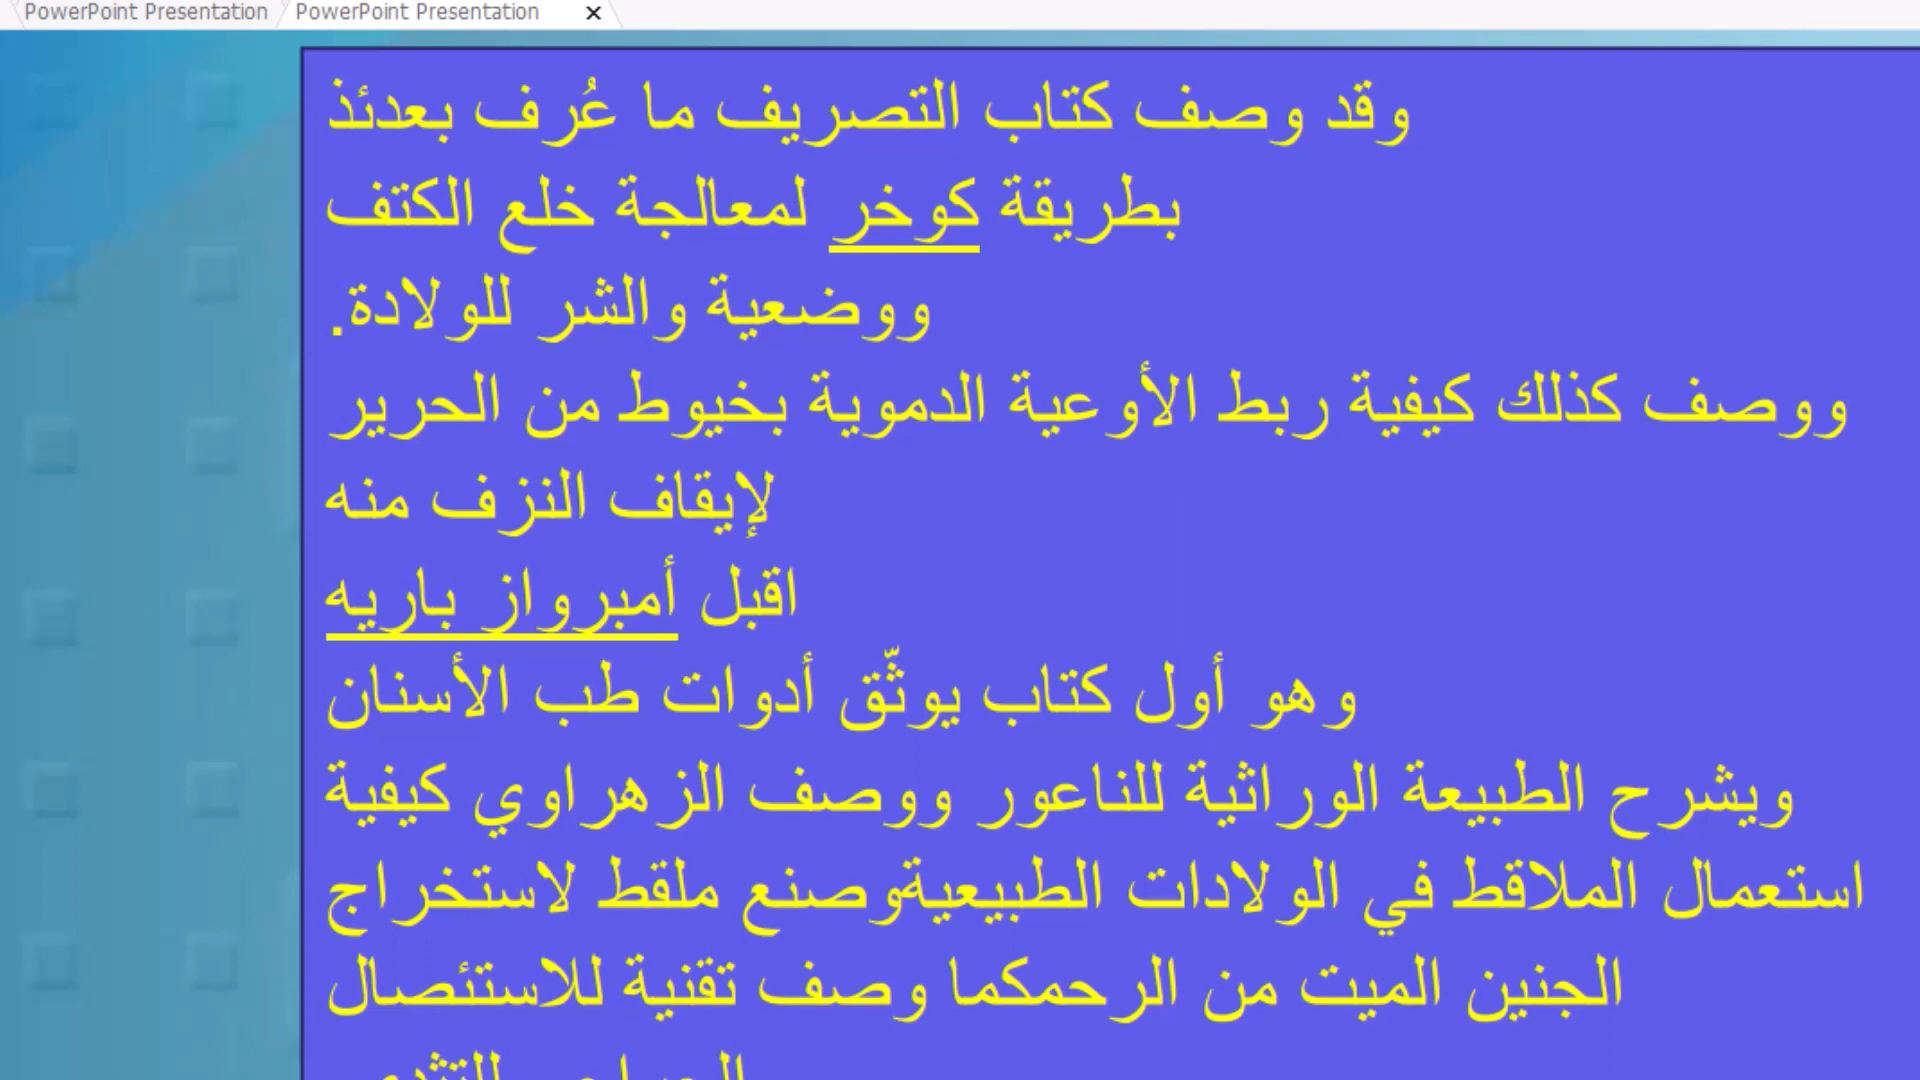 PowerPoint Presentation PowerPoint Presentation
وقد وصف كتاب التصريف ما عُرف بعدئذ
بطريقة كوخر لمعالجة خلع الكتف
ووضعية والشر للولادة.
ووصف كذلك كيفية ربط الأوعية الدموية بخيوط من الحرير
لإيقاف النزف منه
اقبل أمبرواز باريه
وهو أول كتاب يوثّق أدوات طب الأسنان
ويشرح الطبيعة الوراثية للناعور ووصف الزهراوي كيفية
استعمال الملاقط في الولادات الطبيعيةوصنع ملقط لاستخراج
الجنين الميت من الرحمكما وصف تقنية للاستئصال